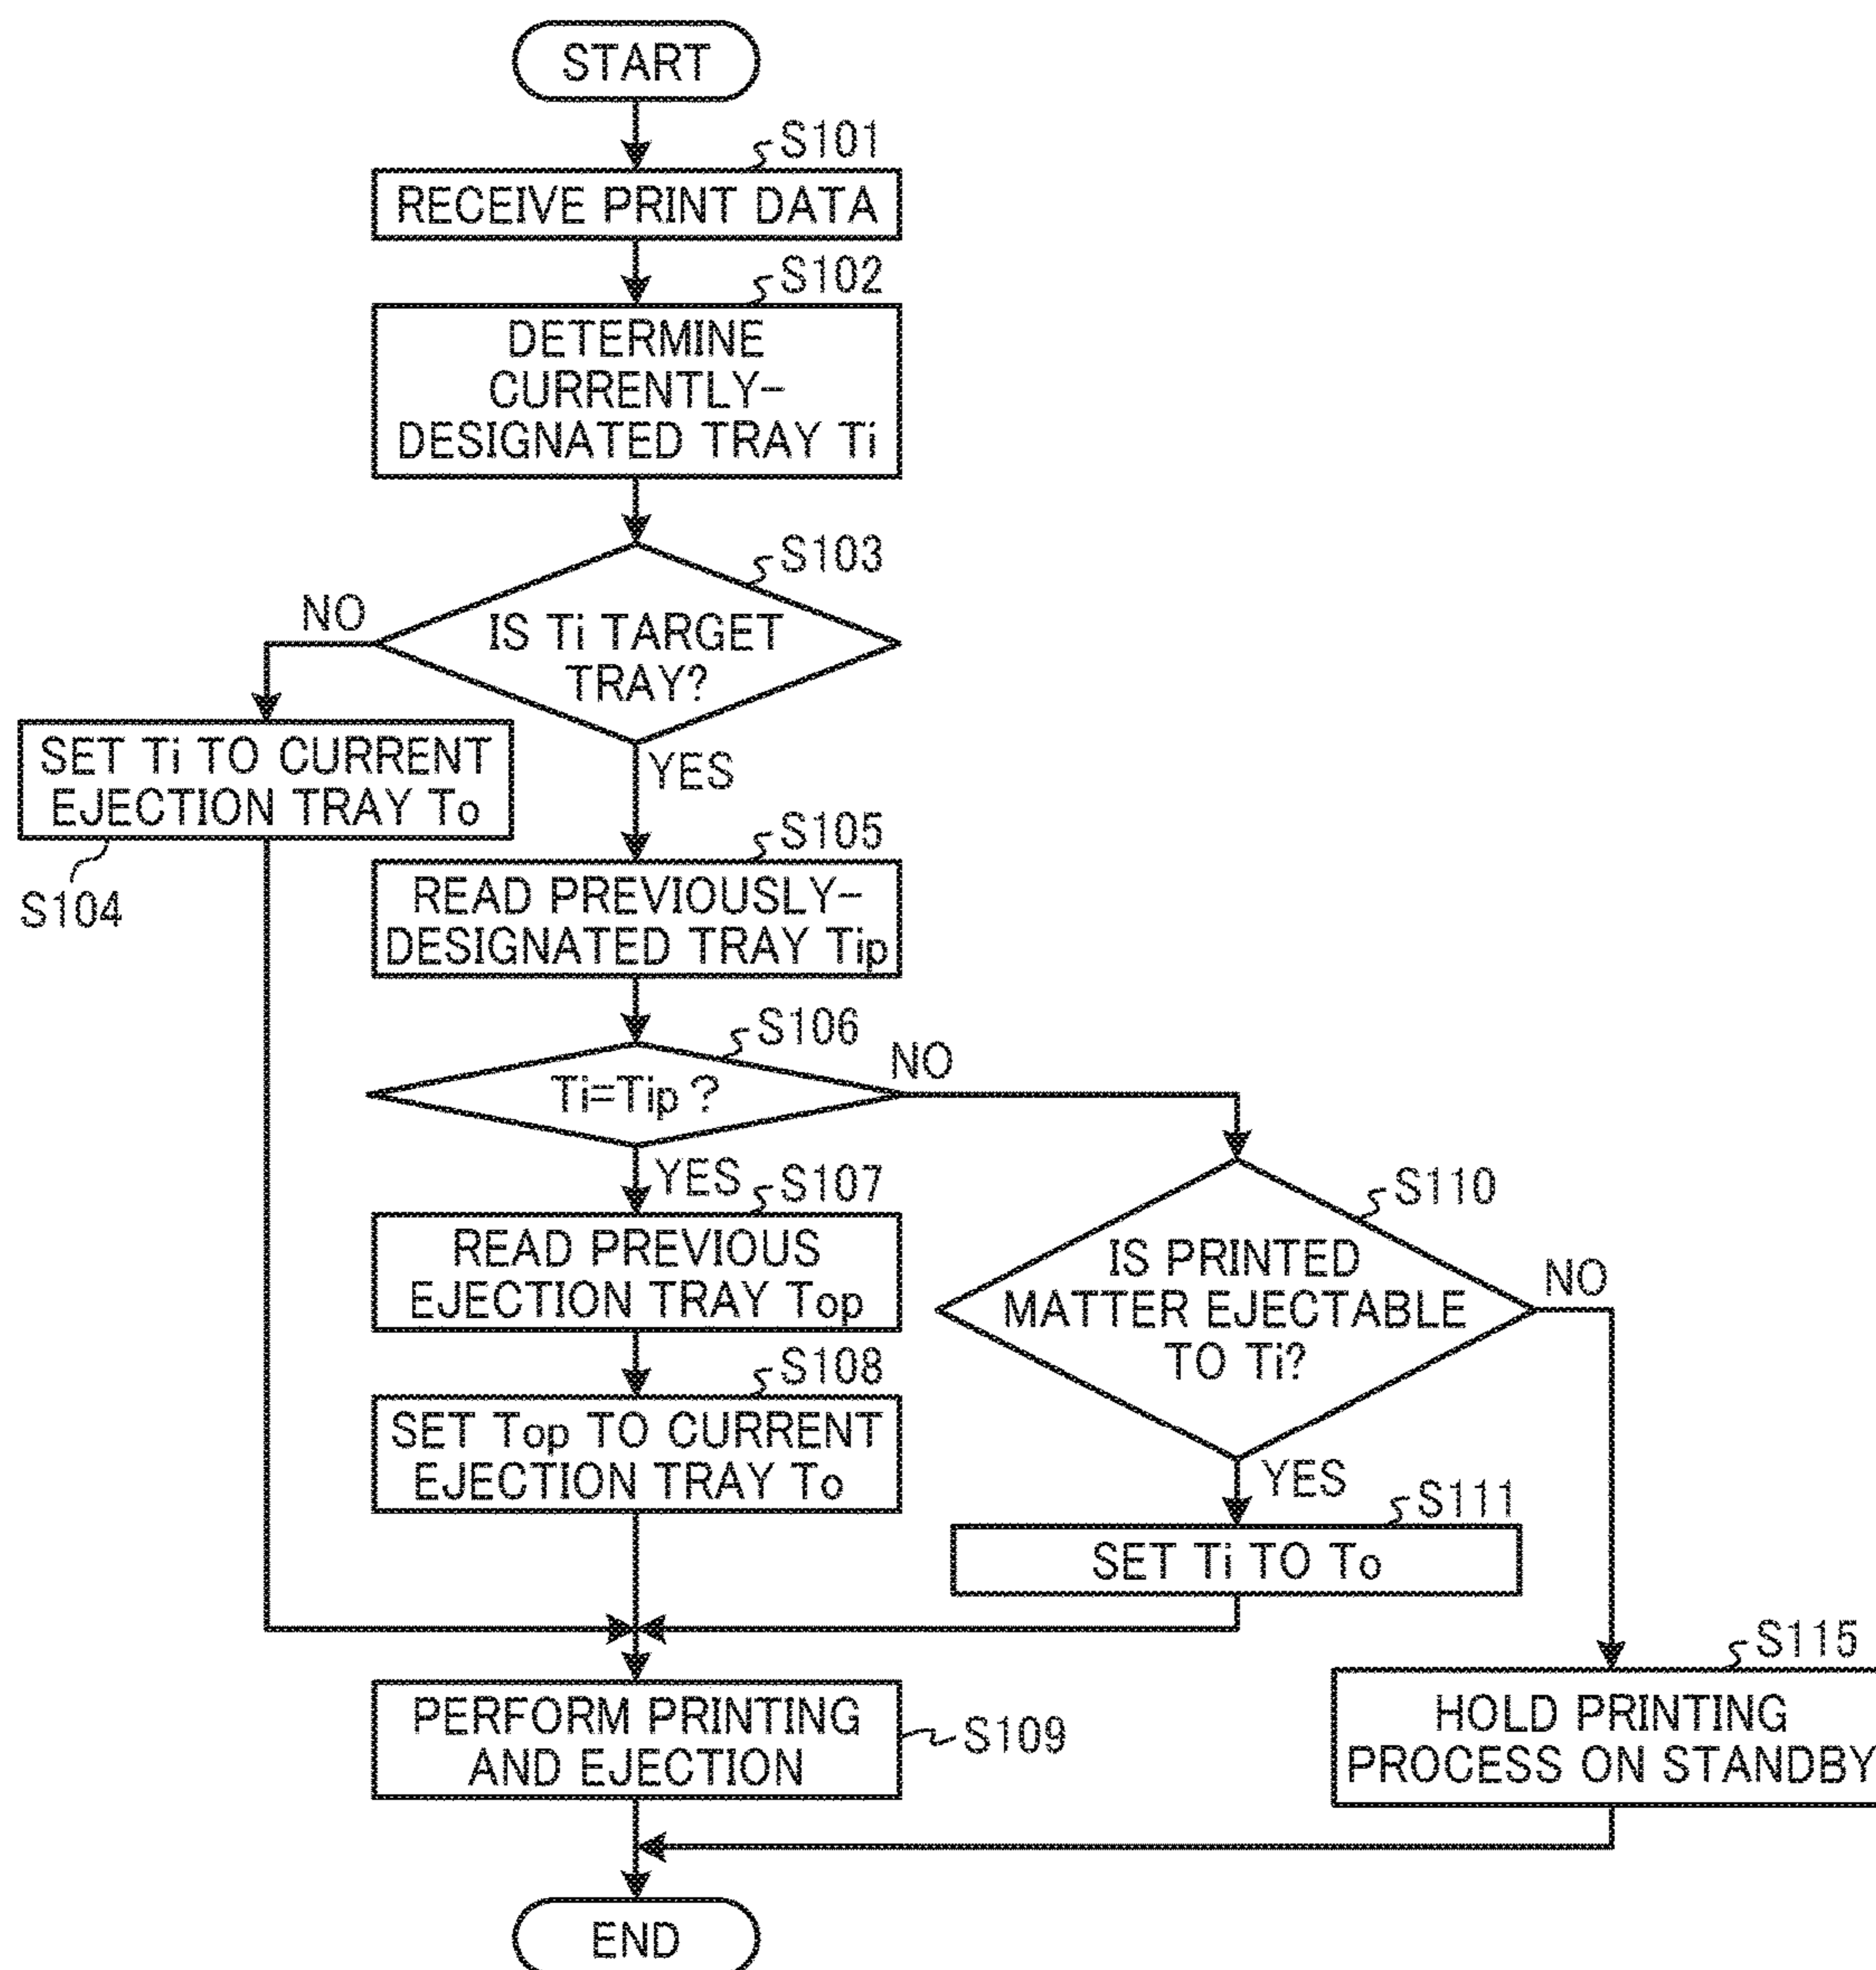 START
S101
RECEIVE PRINT DATA
S102
DETERMINE
CURRENTLY-
DESIGNATED TRAY Ti
S103
NO
IS Ti TARGET
TRAY?
SET Ti TO CURRENT
EJECTION TRAY To
S104
YES
S105
READ PREVIOUSLY-
DESIGNATED TRAY Tip
S106
Ti=Tip ?
NO
YES
S107
READ PREVIOUS
EJECTION TRAY Top
S108
SET Top TO CURRENT
EJECTION TRAY To
S110
IS PRINTED
MATTER EJECTABLE
TO Ti?
NO
YES
S111
SET Ti TO To
PERFORM PRINTING
AND EJECTION
S109
S115
HOLD PRINTING
PROCESS ON STANDBY
END